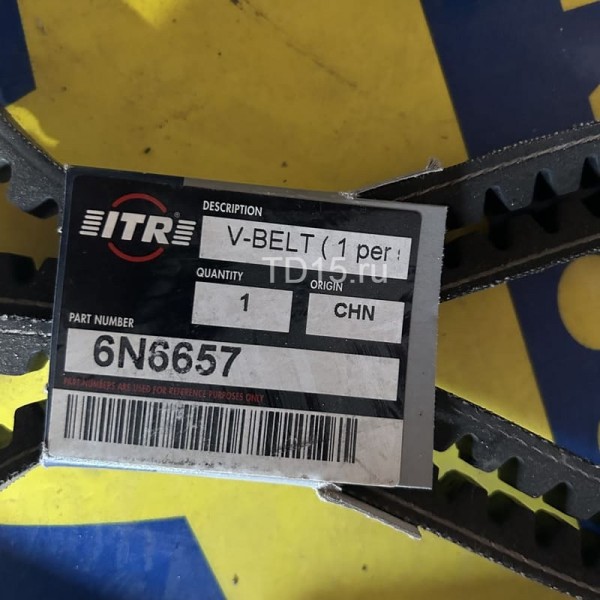 ITR®
DESCRIPTION
V-BELT ( 1 per
TD15.ru
QUANTITY
1
ORIGIN
CHN
PART NUMBER
6N6657
PART NUMBERS ARE USED FOR REFERENCE PURPOSES ONLY